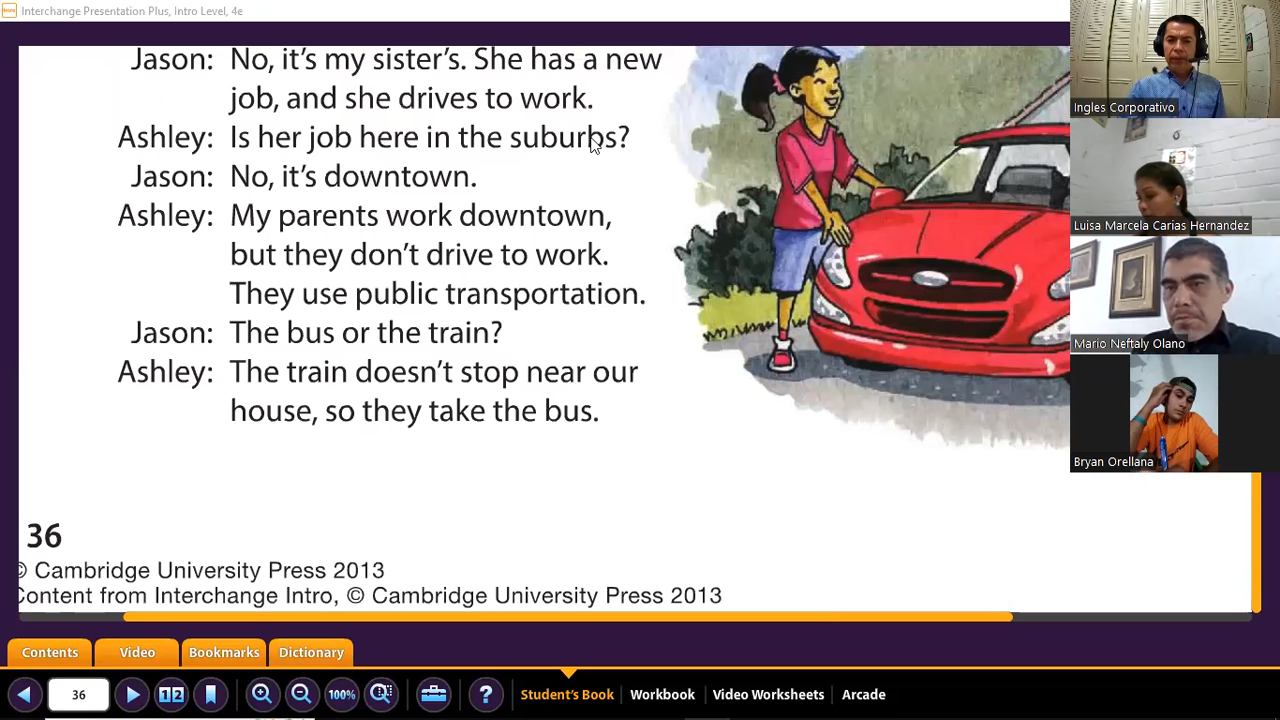 Interchange Presentation Plus, Intro Level, 4e
Jason: No, it's my sister's. She has a new
job, and she drives to work.
Ashley: Is her job here in the suburbs?
Jason: No, it's downtown.
Ashley: My parents work downtown,
but they don't drive to work.
They use public transportation.
Jason: The bus or the train?
Ashley: The train doesn't stop near our
house, so they take the bus.
36
© Cambridge University Press 2013
Content from Interchange Intro, © Cambridge University Press 2013
Ingles Corporativo
Luisa Marcela Carias Hernandez
Mario Neftaly Olano
Bryan Orellana
Contents Video Bookmarks Dictionary
36 1 2 100% ? Student's Book Workbook Video Worksheets Arcade